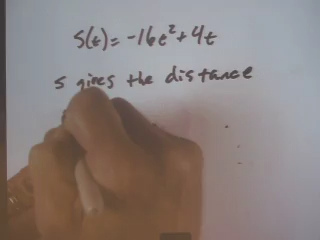 S(t)= -16t²+4t
s gives the distance